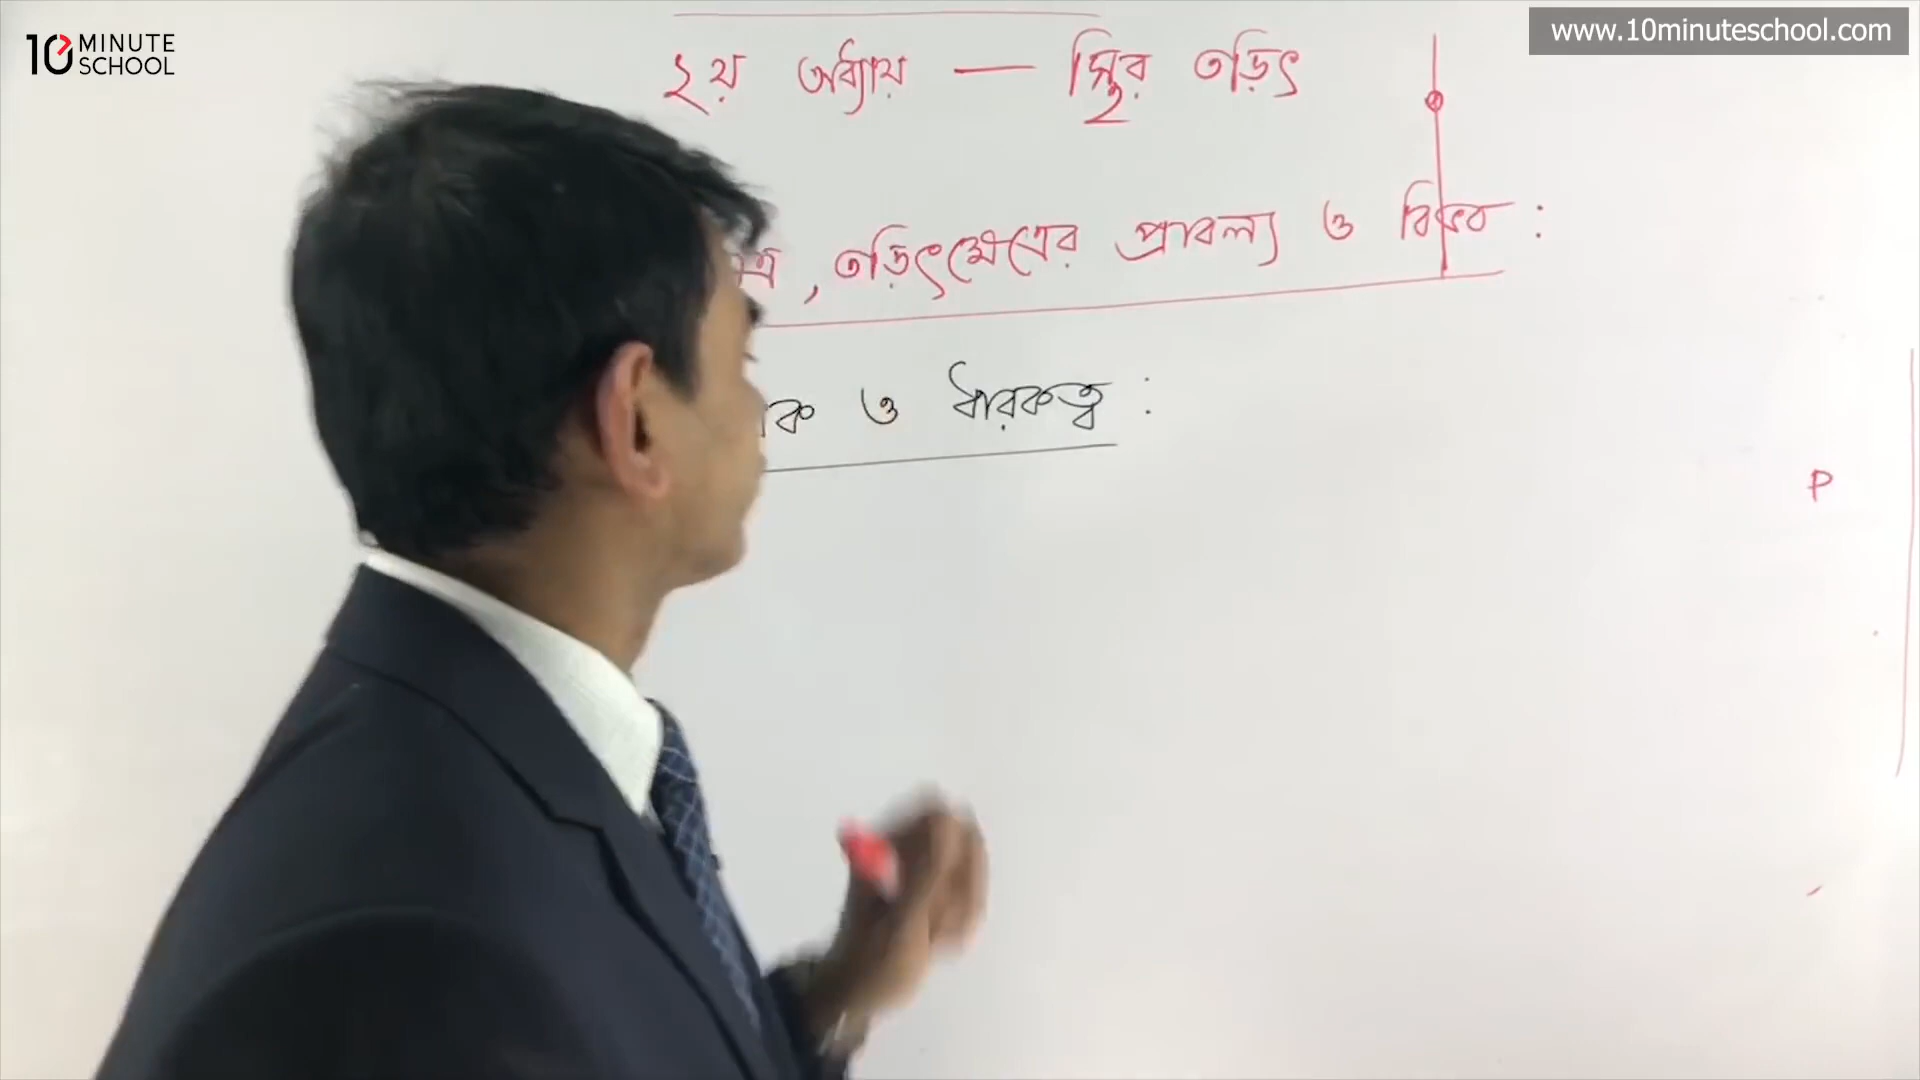 10 MINUTE SCHOOL
www.10minuteschool.com
২য় অধ্যায় — স্থির তড়িৎ
, তড়িৎক্ষেত্রের প্রাবল্য ও বিভব :
ও ধারকত্ব :
P